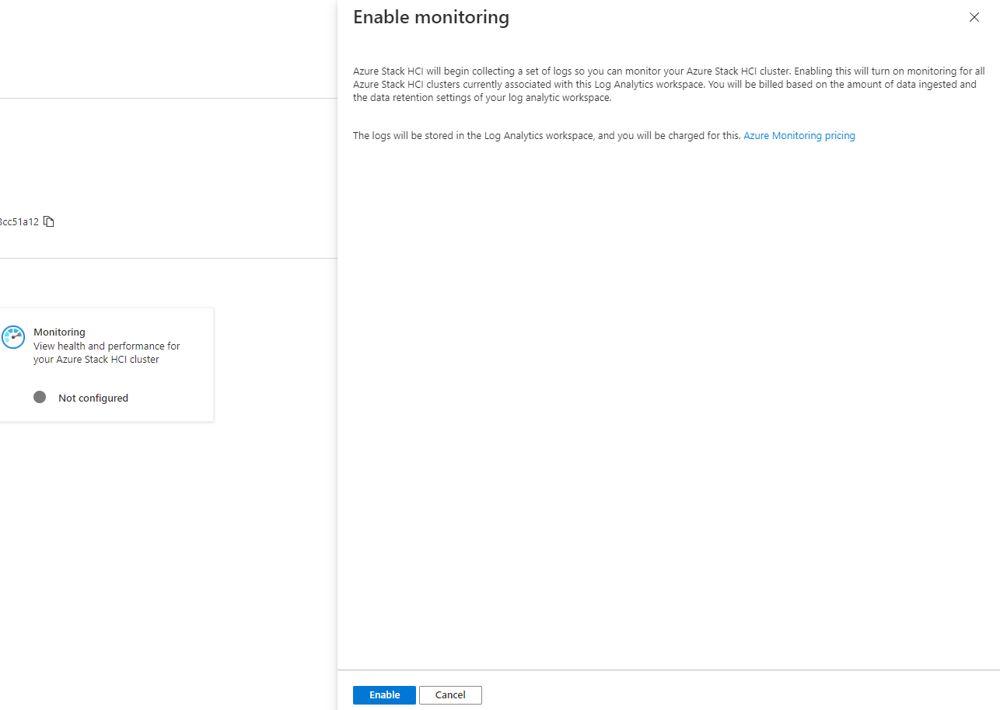 Enable monitoring
Azure Stack HCI will begin collecting a set of logs so you can monitor your Azure Stack HCI cluster. Enabling this will turn on monitoring for all
Azure Stack HCI clusters currently associated with this Log Analytics workspace. You will be billed based on the amount of data ingested and
the data retention settings of your log analytic workspace.
The logs will be stored in the Log Analytics workspace, and you will be charged for this. Azure Monitoring pricing
3cc51a12
Monitoring
View health and performance for
your Azure Stack HCI cluster
Not configured
Enable
Cancel